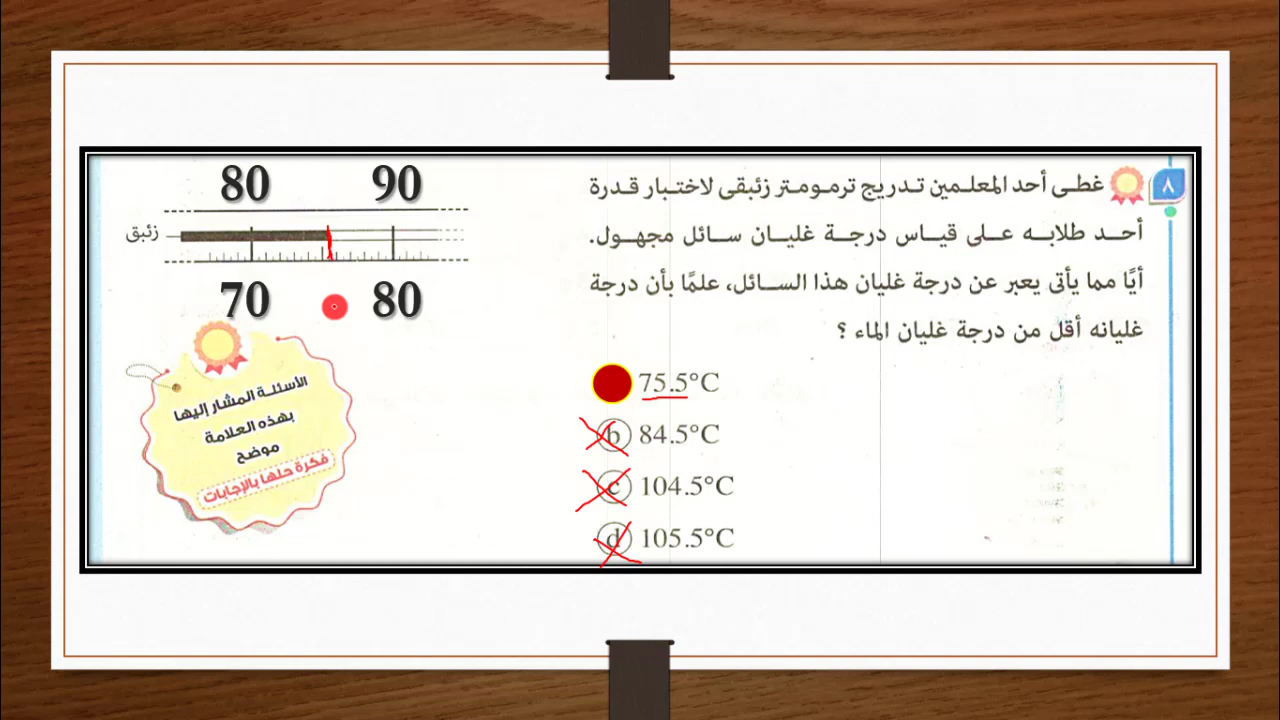 ٨ غطى أحد المعلمين تدريج ترمومتر زئبقى لاختبار قدرة
أحد طلابه على قياس درجة غليان سائل مجهول.
أيًا مما يأتى يعبر عن درجة غليان هذا السائل، علمًا بأن درجة
غليانه أقل من درجة غليان الماء ؟
75.5°C
b 84.5°C
c 104.5°C
d 105.5°C
80 90
زئبق
70 80
الأسئلة المشار إليها
بهذه العلامة
موضح
فكرة حلها بالإجابات